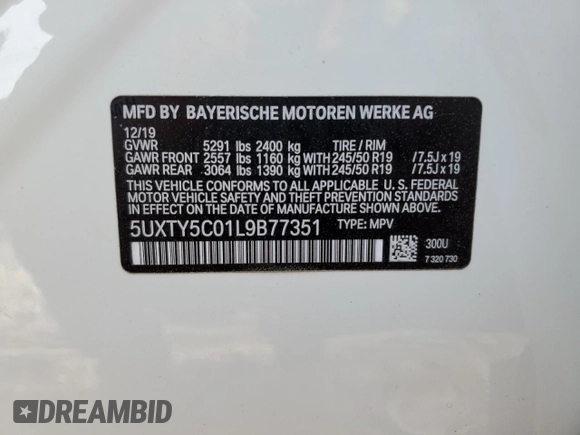 MFD BY BAYERISCHE MOTOREN WERKE AG
12/19
GVWR 5291 lbs 2400 kg TIRE / RIM
GAWR FRONT 2557 lbs 1160 kg WITH 245/50 R19 / 7.5J x 19
GAWR REAR 3064 lbs 1390 kg WITH 245/50 R19 / 7.5J x 19
THIS VEHICLE CONFORMS TO ALL APPLICABLE U. S. FEDERAL
MOTOR VEHICLE SAFETY AND THEFT PREVENTION STANDARDS
IN EFFECT ON THE DATE OF MANUFACTURE SHOWN ABOVE.
5UXTY5C01L9B77351 TYPE: MPV
300U
7 320 730
DREAMBID